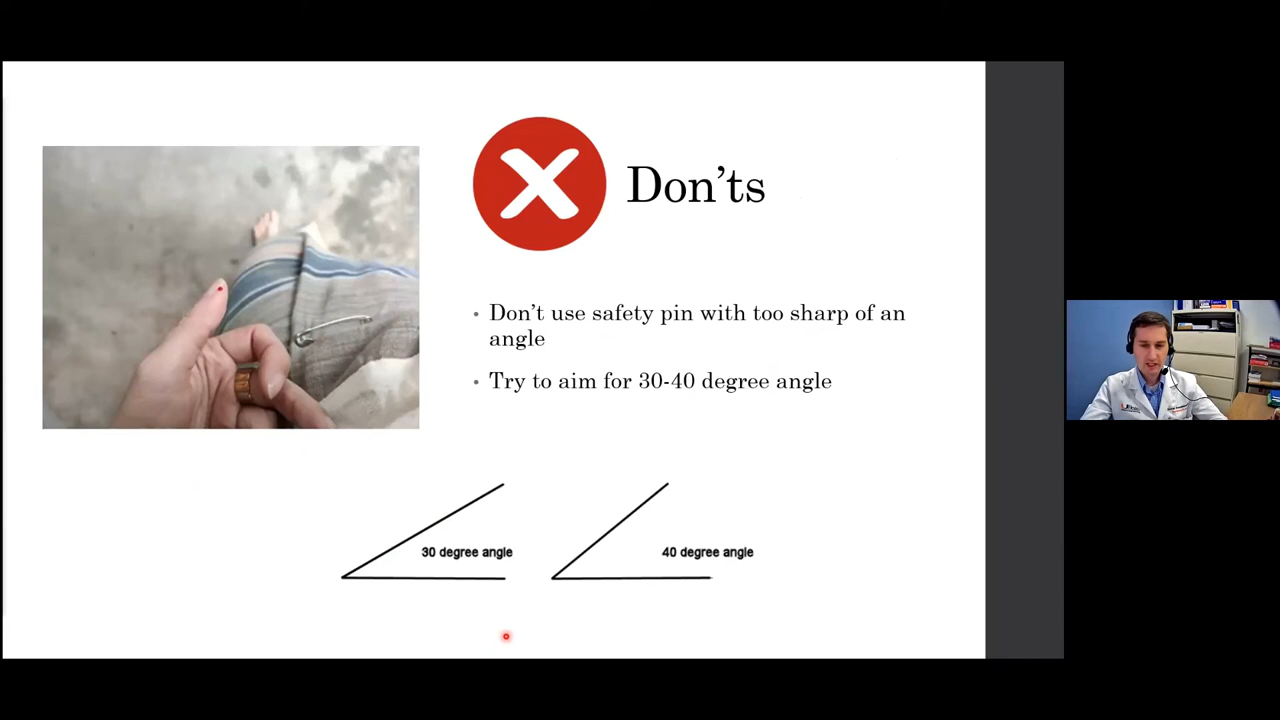 Don'ts
Don't use safety pin with too sharp of an
angle
Try to aim for 30-40 degree angle
30 degree angle
40 degree angle